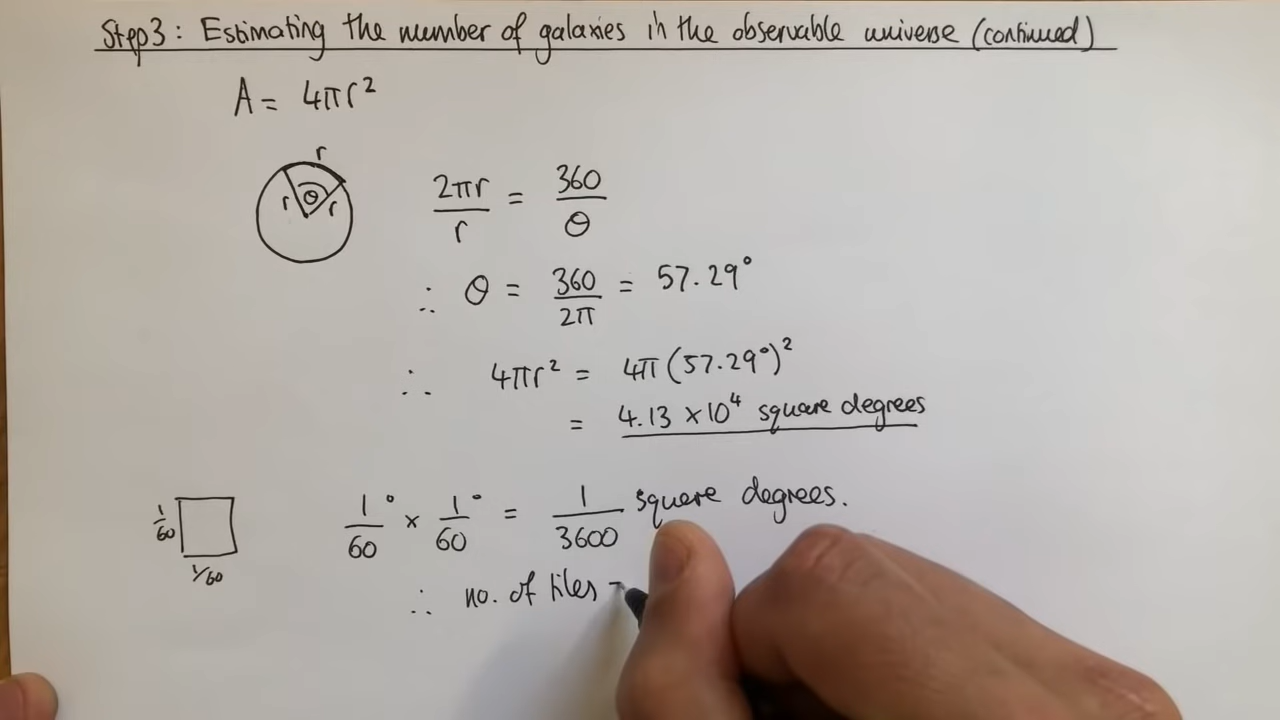 Step 3: Estimating the number of galaxies in the observable universe (continued)
A = 4πr²
r
r θ r
2πr/r = 360/θ
∴ θ = 360/2π = 57.29°
∴ 4πr² = 4π(57.29°)²
= 4.13 × 10⁴ square degrees
1/60
1/60
1/60° × 1/60° = 1/3600 square degrees.
∴ no. of tiles